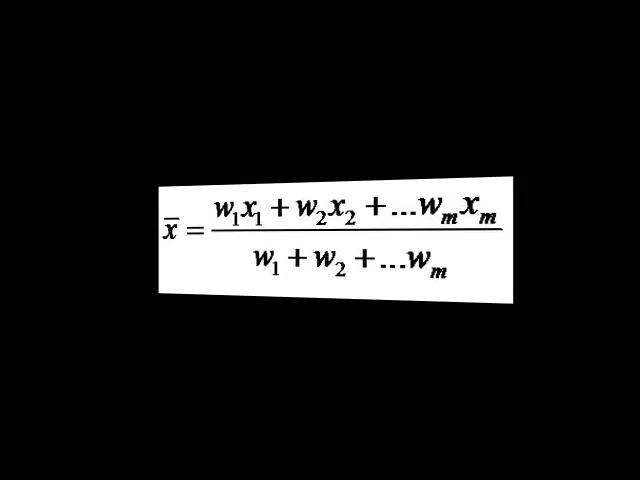 x̄ = (w₁x₁ + w₂x₂ + ...wₘxₘ) / (w₁ + w₂ + ...wₘ)